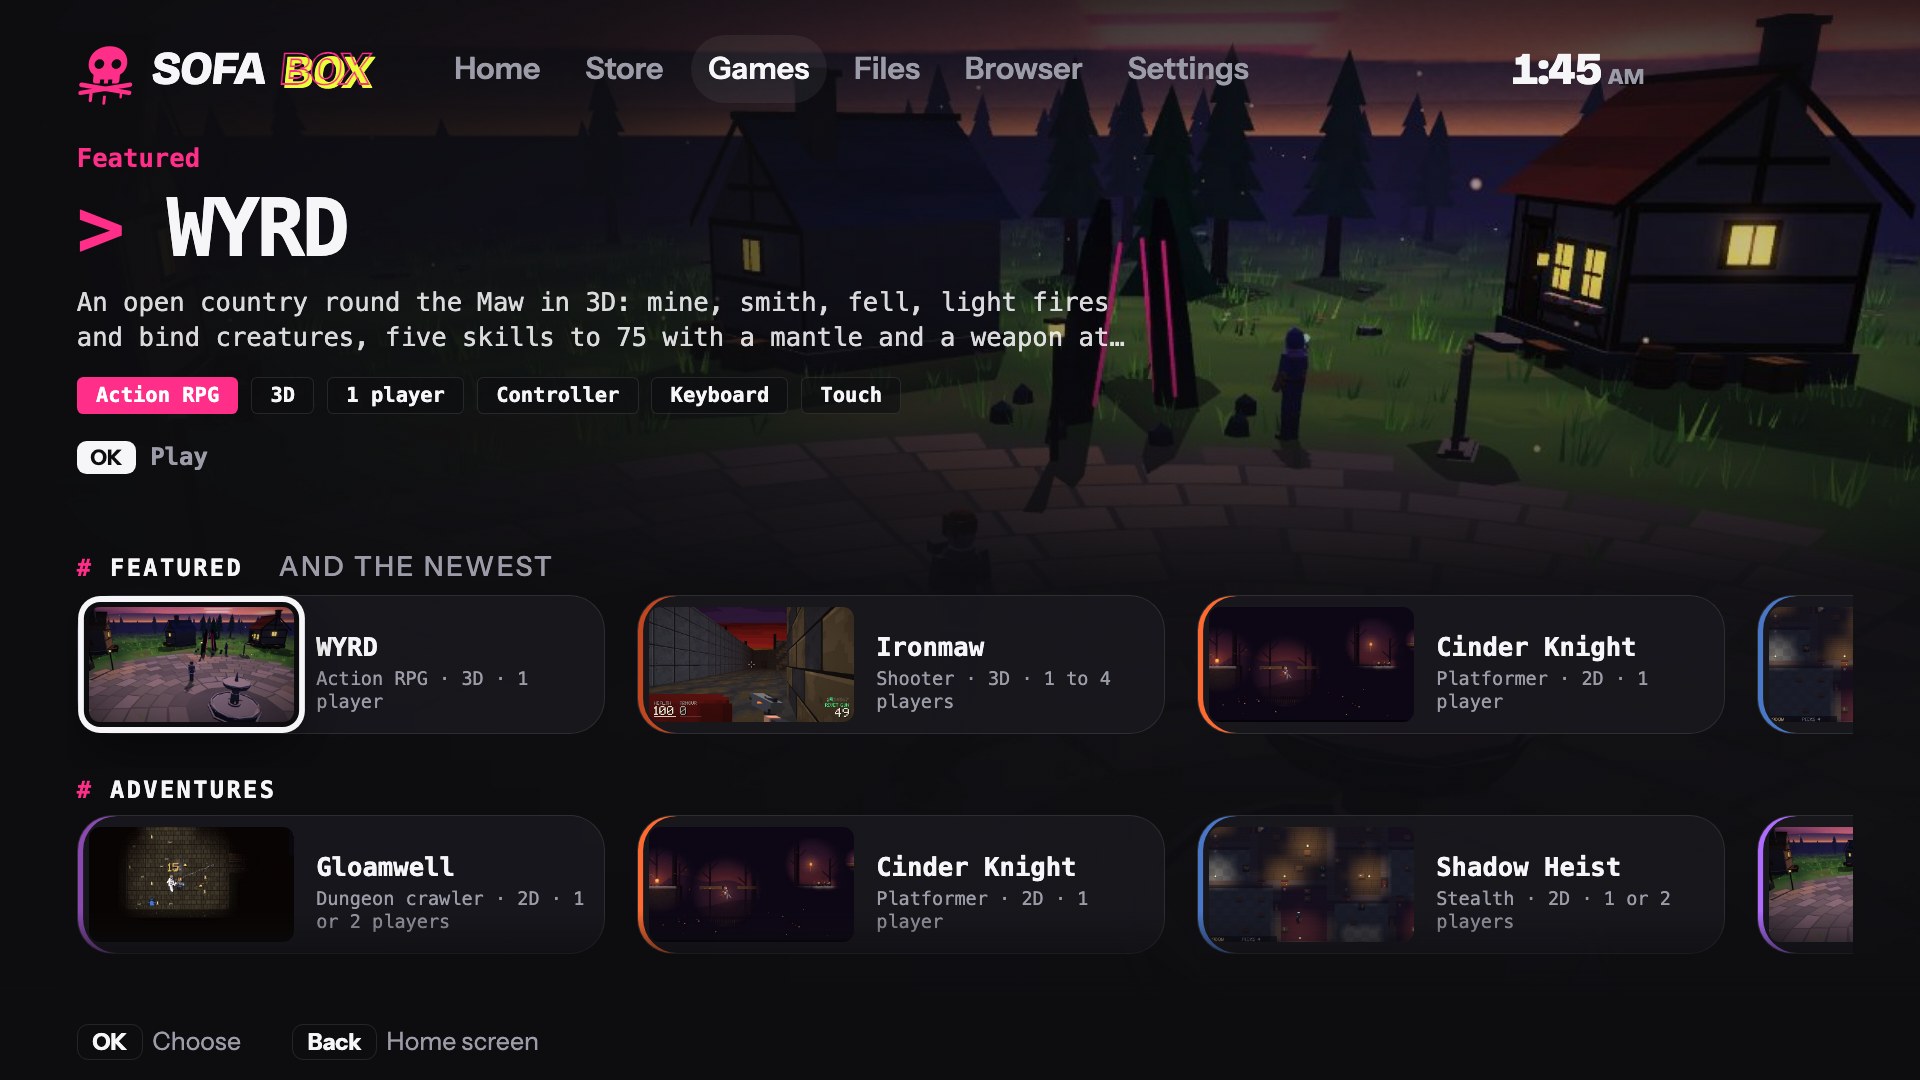 SOFA BOX
Home Store Games Files Browser Settings
1:45 AM
Featured
> WYRD
An open country round the Maw in 3D: mine, smith, fell, light fires
and bind creatures, five skills to 75 with a mantle and a weapon at…
Action RPG 3D 1 player Controller Keyboard Touch
OK Play
# FEATURED AND THE NEWEST
WYRD
Action RPG · 3D · 1
player
100 0
49
Ironmaw
Shooter · 3D · 1 to 4
players
Cinder Knight
Platformer · 2D · 1
player
# ADVENTURES
15
Gloamwell
Dungeon crawler · 2D · 1
or 2 players
Cinder Knight
Platformer · 2D · 1
player
Shadow Heist
Stealth · 2D · 1 or 2
players
OK Choose Back Home screen